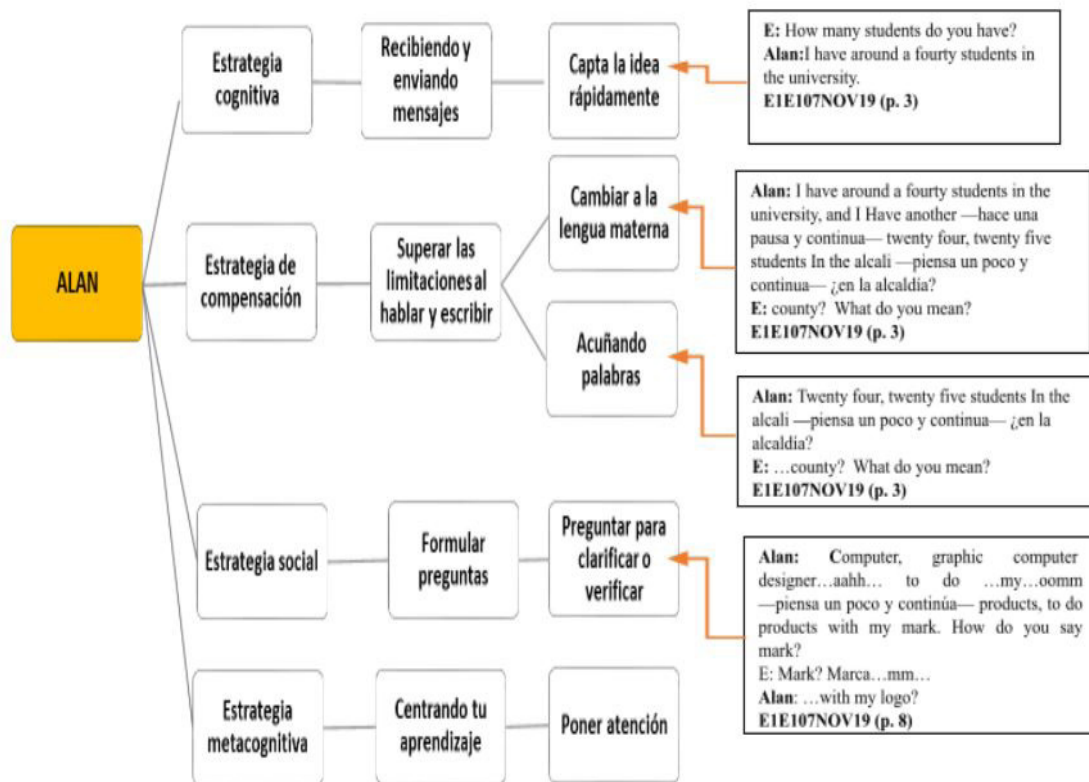 ALAN
Estrategia
cognitiva
Recibiendo y
enviando
mensajes
Capta la idea
rápidamente
E: How many students do you have?
Alan:I have around a fourty students in
the university.
E1E107NOV19 (p. 3)
Estrategia de
compensación
Superar las
limitaciones al
hablar y escribir
Cambiar a la
lengua materna
Alan: I have around a fourty students in the
university, and I Have another —hace una
pausa y continua— twenty four, twenty five
students In the alcali —piensa un poco y
continua— ¿en la alcaldía?
E: county? What do you mean?
E1E107NOV19 (p. 3)
Acuñando
palabras
Alan: Twenty four, twenty five students In the
alcali —piensa un poco y continua— ¿en la
alcaldía?
E: …county? What do you mean?
E1E107NOV19 (p. 3)
Estrategia social
Formular
preguntas
Preguntar para
clarificar o
verificar
Alan: Computer, graphic computer
designer…aahh… to do …my…oomm
—piensa un poco y continúa— products, to do
products with my mark. How do you say
mark?
E: Mark? Marca…mm…
Alan: …with my logo?
E1E107NOV19 (p. 8)
Estrategia
metacognitiva
Centrando tu
aprendizaje
Poner atención